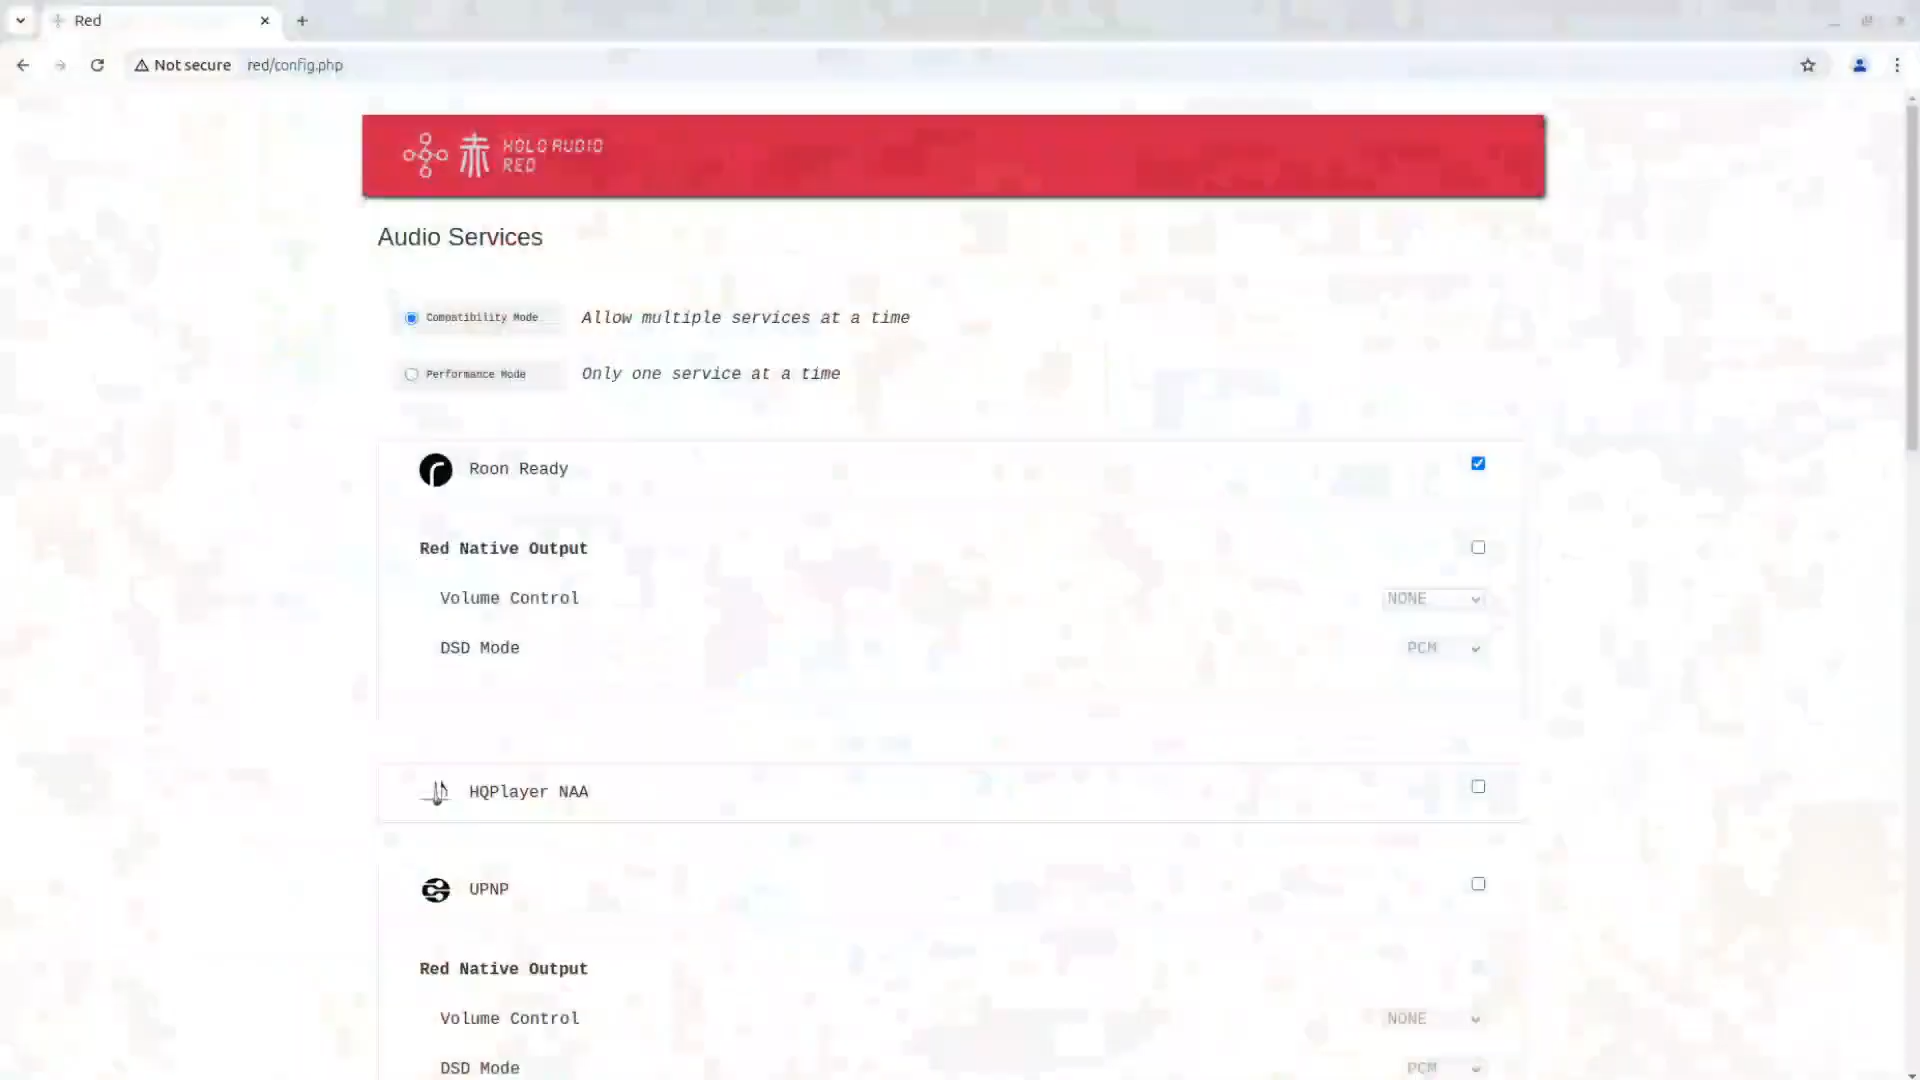 Red
Not secure
red/config.php
赤
HOLO AUDIO
RED
Audio Services
Compatibility Mode
Allow multiple services at a time
Performance Mode
Only one service at a time
Roon Ready
Red Native Output
Volume Control
NONE
DSD Mode
PCM
HQPlayer NAA
UPNP
Red Native Output
Volume Control
NONE
DSD Mode
PCM